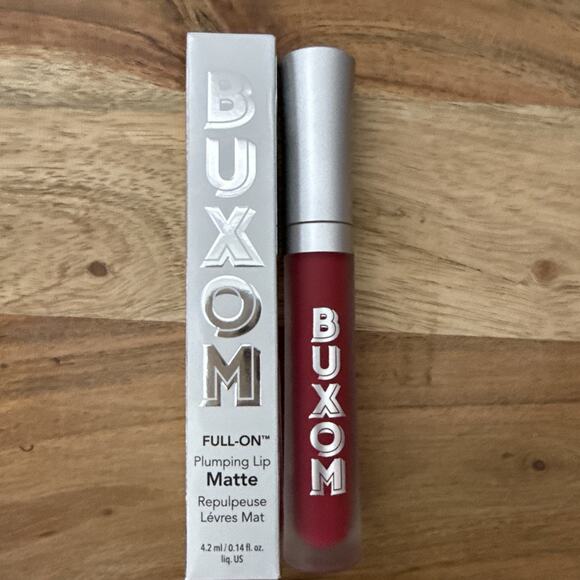 BUXOM
FULL-ON™
Plumping Lip
Matte
Repulpeuse
Lévres Mat
4.2 ml / 0.14 fl. oz.
liq. US
BUXOM